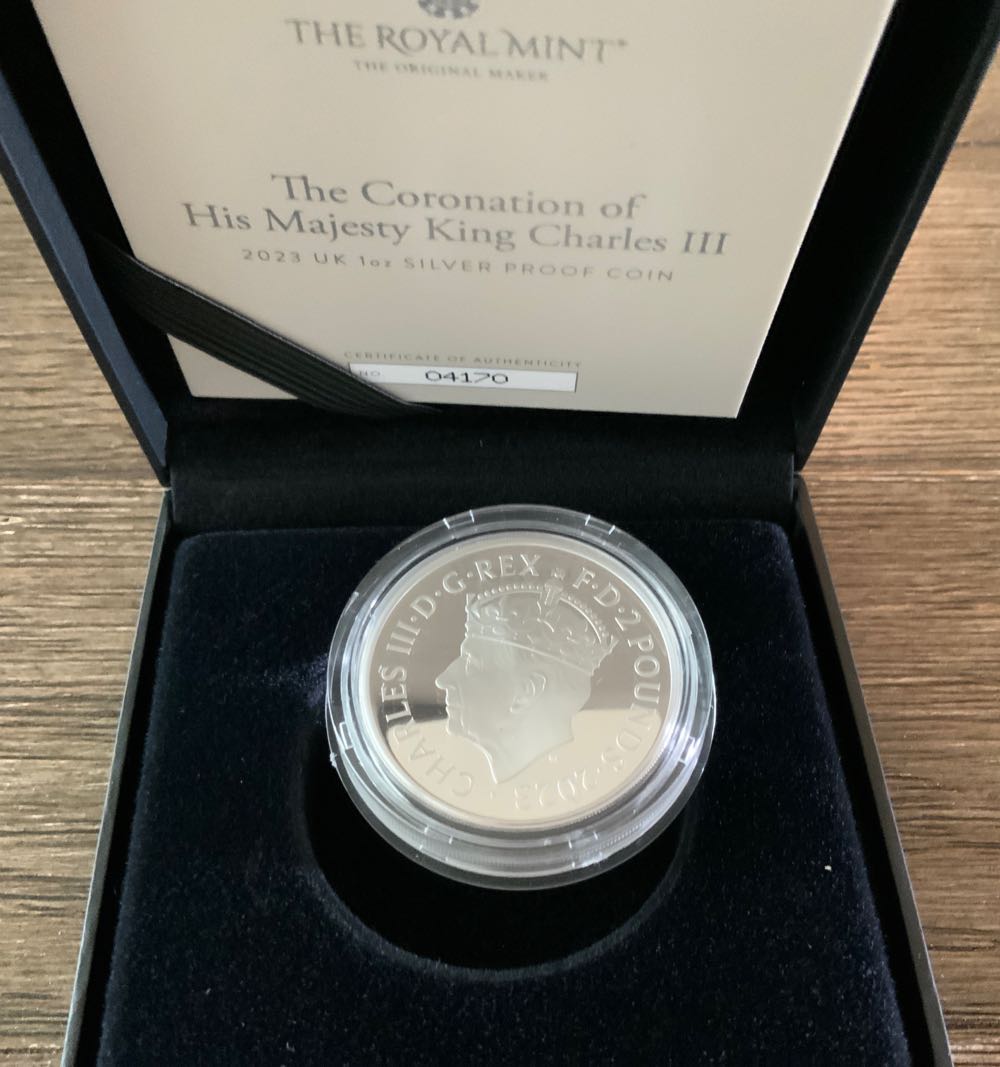 THE ROYAL MINT®
THE ORIGINAL MAKER
The Coronation of
His Majesty King Charles III
2023 UK 1oz SILVER PROOF COIN
CERTIFICATE OF AUTHENTICITY
NO 04170
· CHARLES III · D · G · REX F · D · 2 POUNDS · 2023